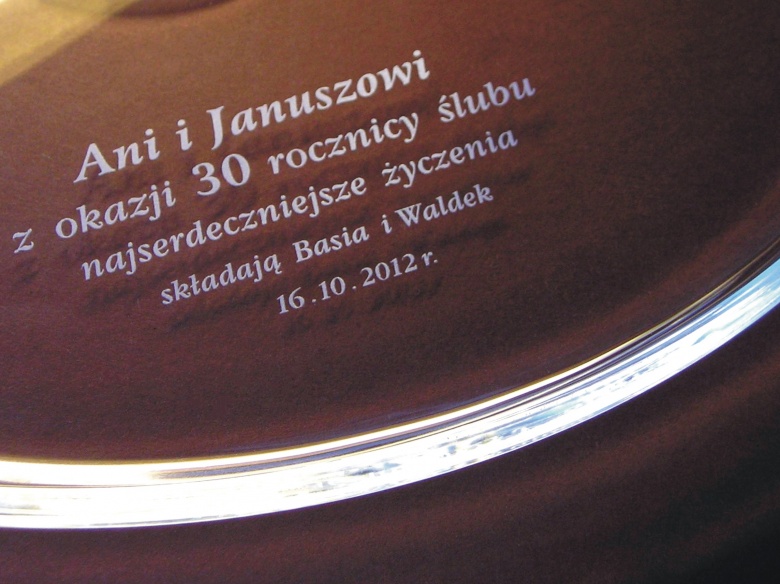 Ani i Januszowi
z okazji 30 rocznicy ślubu
najserdeczniejsze życzenia
składają Basia i Waldek
16.10.2012 r.